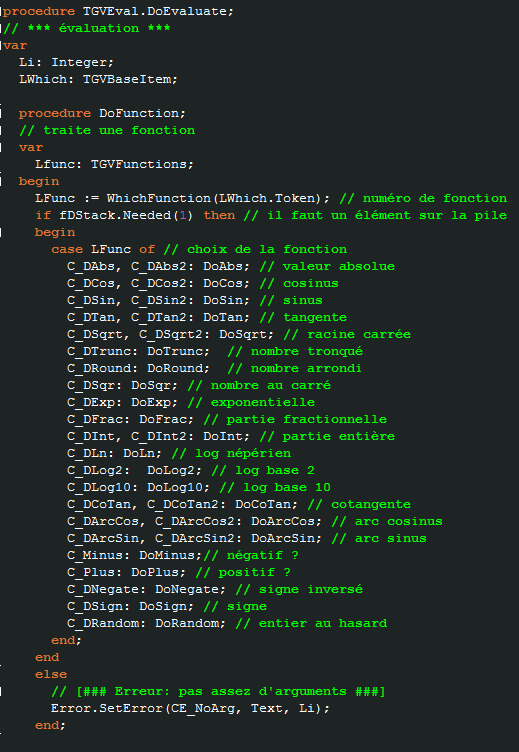 procedure TGVEval.DoEvaluate;
// *** évaluation ***
var
  Li: Integer;
  LWhich: TGVBaseItem;

  procedure DoFunction;
  // traite une fonction
  var
    Lfunc: TGVFunctions;
  begin
    LFunc := WhichFunction(LWhich.Token); // numéro de fonction
    if fDStack.Needed(1) then // il faut un élément sur la pile
    begin
      case LFunc of // choix de la fonction
        C_DAbs, C_DAbs2: DoAbs; // valeur absolue
        C_DCos, C_DCos2: DoCos; // cosinus
        C_DSin, C_DSin2: DoSin; // sinus
        C_DTan, C_DTan2: DoTan; // tangente
        C_DSqrt, C_DSqrt2: DoSqrt; // racine carrée
        C_DTrunc: DoTrunc;  // nombre tronqué
        C_DRound: DoRound;  // nombre arrondi
        C_DSqr: DoSqr; // nombre au carré
        C_DExp: DoExp; // exponentielle
        C_DFrac: DoFrac; // partie fractionnelle
        C_DInt, C_DInt2: DoInt; // partie entière
        C_DLn: DoLn; // log népérien
        C_DLog2:  DoLog2; // log base 2
        C_DLog10: DoLog10; // log base 10
        C_DCoTan, C_DCoTan2: DoCoTan; // cotangente
        C_DArcCos, C_DArcCos2: DoArcCos; // arc cosinus
        C_DArcSin, C_DArcSin2: DoArcSin; // arc sinus
        C_Minus: DoMinus;// négatif ?
        C_Plus: DoPlus; // positif ?
        C_DNegate: DoNegate; // signe inversé
        C_DSign: DoSign; // signe
        C_DRandom: DoRandom; // entier au hasard
      end;
    end
    else
      // [### Erreur: pas assez d'arguments ###]
      Error.SetError(CE_NoArg, Text, Li);
    end;